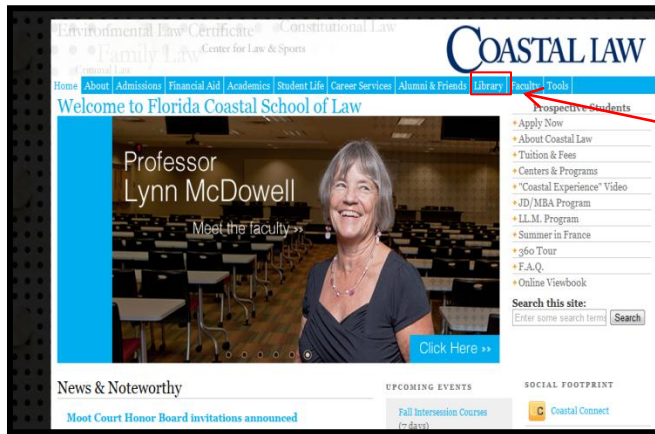 Environmental Law Certificate Constitutional Law
Family Law Center for Law & Sports
Criminal Law
COASTAL LAW
Home About Admissions Financial Aid Academics Student Life Career Services Alumni & Friends Library Faculty Tools
Welcome to Florida Coastal School of Law
Professor
Lynn McDowell
Meet the faculty »
Click Here »
Prospective Students
Apply Now
About Coastal Law
Tuition & Fees
Centers & Programs
"Coastal Experience" Video
JD/MBA Program
LL.M. Program
Summer in France
360 Tour
F.A.Q.
Online Viewbook
Search this site:
Enter some search terms Search
News & Noteworthy
Moot Court Honor Board invitations announced
UPCOMING EVENTS
Fall Intersession Courses
(7 days)
SOCIAL FOOTPRINT
C Coastal Connect